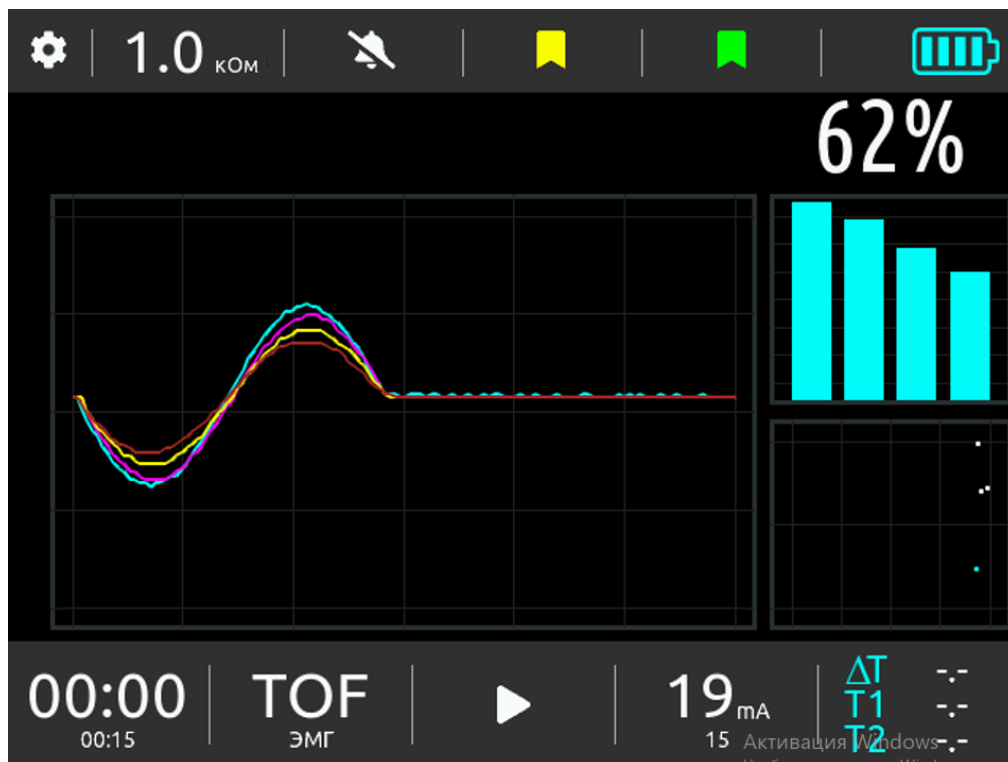 1.0 кОм
62%
00:00
00:15
TOF
ЭМГ
19 mA
15
ΔT -.-
T1 -.-
T2 -.-
Активация Windows